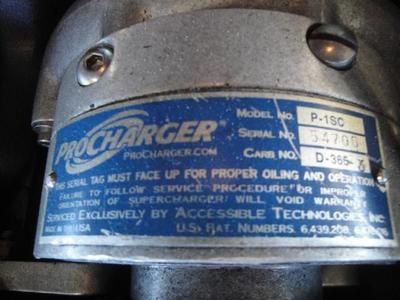 PROCHARGER
PROCHARGER.COM
MODEL NO. P-1SC
SERIAL NO. 54700
CARB NO. D-365-
THIS SERIAL TAG MUST FACE UP FOR PROPER OILING AND OPERATION
FAILURE TO FOLLOW SERVICE PROCEDURE OR IMPROPER
ORIENTATION OF SUPERCHARGER WILL VOID WARRANTY
SERVICED EXCLUSIVELY BY ACCESSIBLE TECHNOLOGIES, INC
MADE IN THE USA
U.S. PAT. NUMBERS 6,439,208